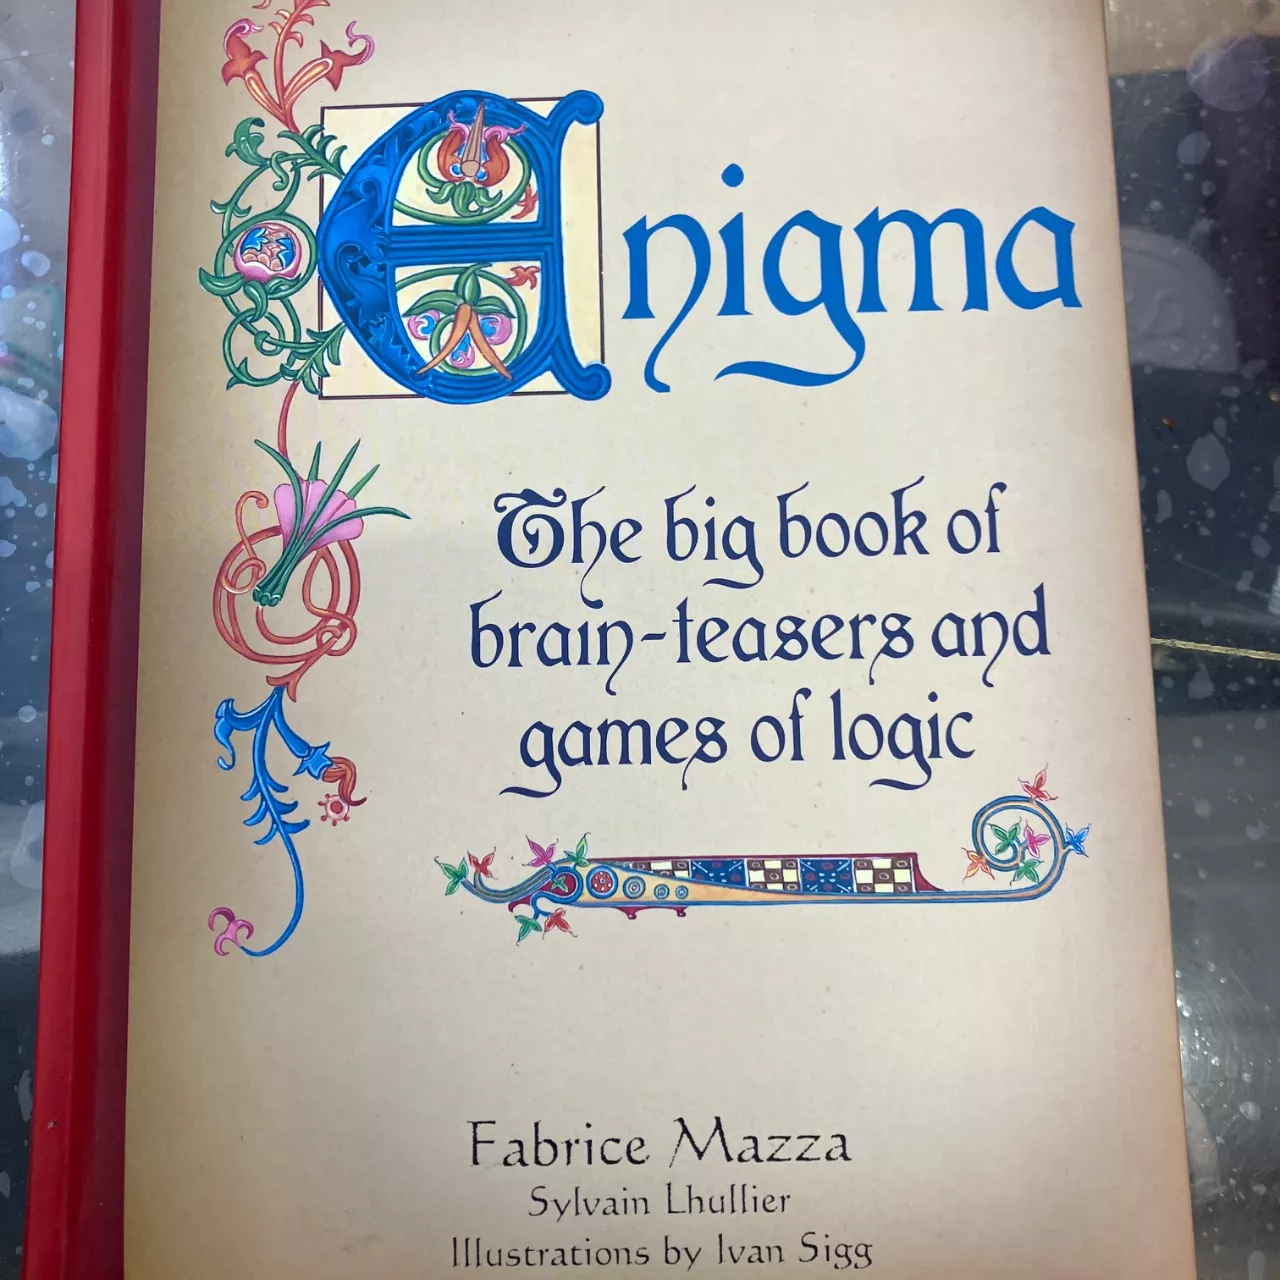 Enigma
The big book of
brain-teasers and
games of logic
Fabrice Mazza
Sylvain Lhullier
Illustrations by Ivan Sigg